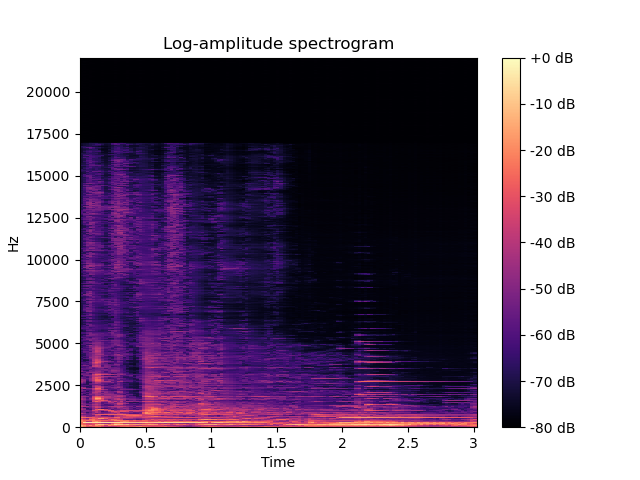 Log-amplitude spectrogram
20000
17500
15000
12500
10000
7500
5000
2500
0
Hz
0
0.5
1
1.5
2
2.5
3
Time
+0 dB
-10 dB
-20 dB
-30 dB
-40 dB
-50 dB
-60 dB
-70 dB
-80 dB